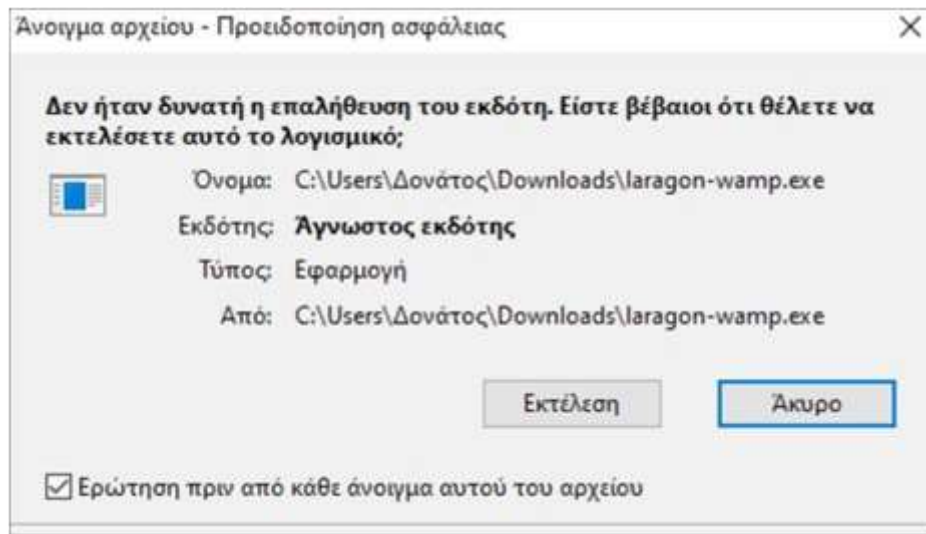 Άνοιγμα αρχείου - Προειδοποίηση ασφάλειας
Δεν ήταν δυνατή η επαλήθευση του εκδότη. Είστε βέβαιοι ότι θέλετε να
εκτελέσετε αυτό το λογισμικό;
Όνομα: C:\Users\Δονάτος\Downloads\laragon-wamp.exe
Εκδότης: Άγνωστος εκδότης
Τύπος: Εφαρμογή
Από: C:\Users\Δονάτος\Downloads\laragon-wamp.exe
Εκτέλεση Άκυρο
Ερώτηση πριν από κάθε άνοιγμα αυτού του αρχείου